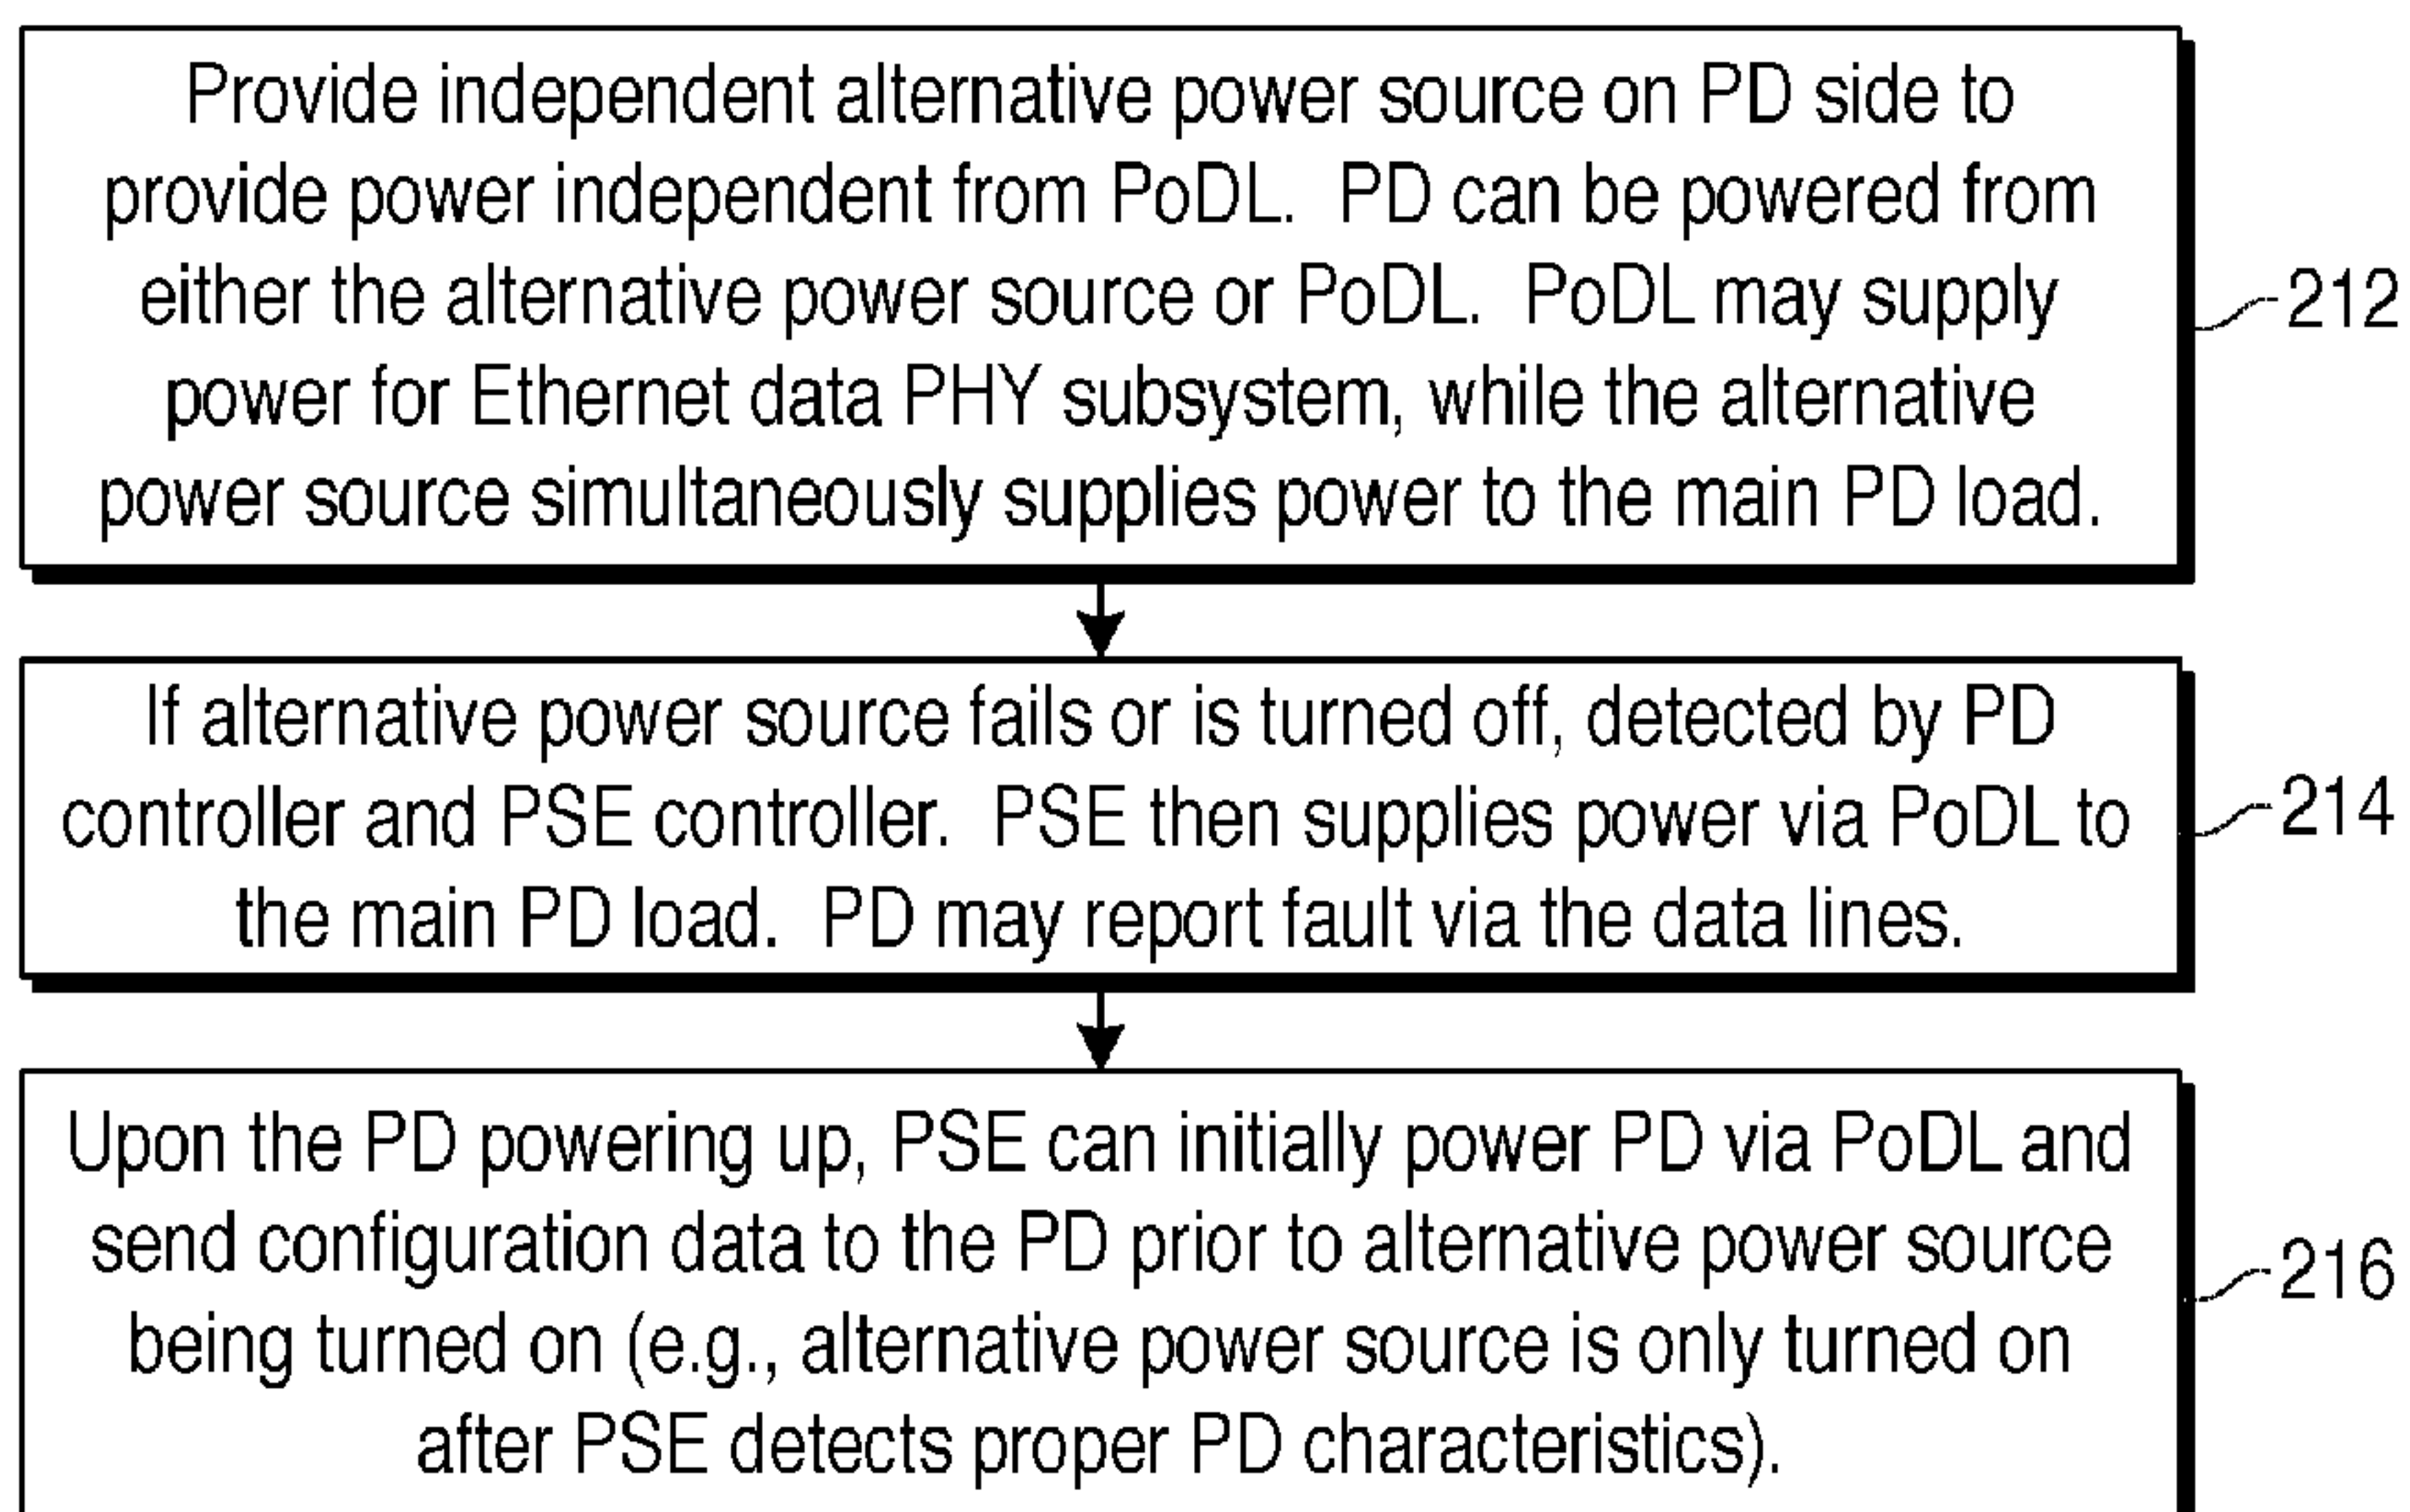 Provide independent alternative power source on PD side to
provide power independent from PoDL. PD can be powered from
either the alternative power source or PoDL. PoDL may supply
power for Ethernet data PHY subsystem, while the alternative
power source simultaneously supplies power to the main PD load.
212
If alternative power source fails or is turned off, detected by PD
controller and PSE controller. PSE then supplies power via PoDL to
the main PD load. PD may report fault via the data lines.
214
Upon the PD powering up, PSE can initially power PD via PoDL and
send configuration data to the PD prior to alternative power source
being turned on (e.g., alternative power source is only turned on
after PSE detects proper PD characteristics).
216